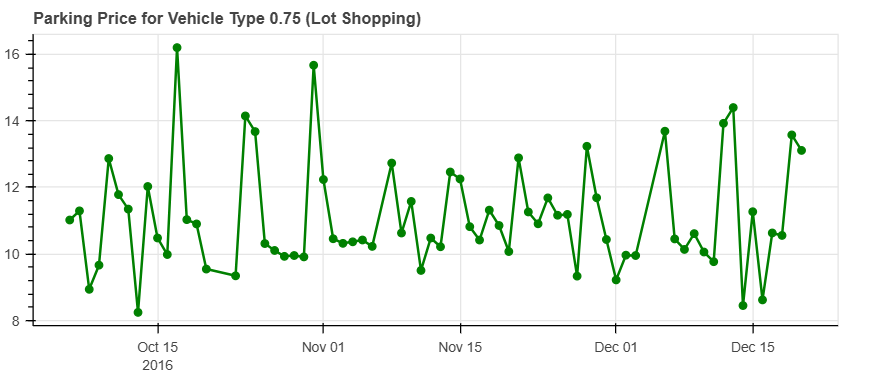 Parking Price for Vehicle Type 0.75 (Lot Shopping)
16
14
12
10
8
Oct 15
2016
Nov 01
Nov 15
Dec 01
Dec 15